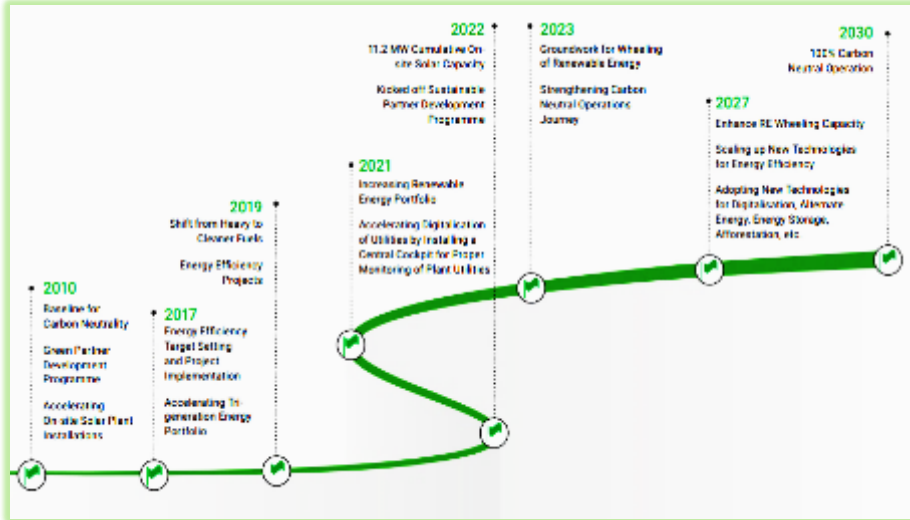 2010
Baseline for
Carbon Neutrality
Green Partner
Development
Programme
Accelerating
On-site Solar Plant
Installations
2017
Energy Efficiency
Target Setting
and Project
Implementation
Accelerating Tri-
generation Energy
Portfolio
2019
Shift from Heavy to
Cleaner Fuels
Energy Efficiency
Projects
2021
Increasing Renewable
Energy Portfolio
Accelerating Digitalisation
of Utilities by Installing a
Central Cockpit for Proper
Monitoring of Plant Utilities
2022
11.2 MW Cumulative On-
site Solar Capacity
Kicked off Sustainable
Partner Development
Programme
2023
Groundwork for Wheeling
of Renewable Energy
Strengthening Carbon
Neutral Operations
Journey
2027
Enhance RE Wheeling Capacity
Scaling up New Technologies
for Energy Efficiency
Adopting New Technologies
for Digitalisation, Alternate
Energy, Energy Storage,
Afforestation, etc.
2030
100% Carbon
Neutral Operation